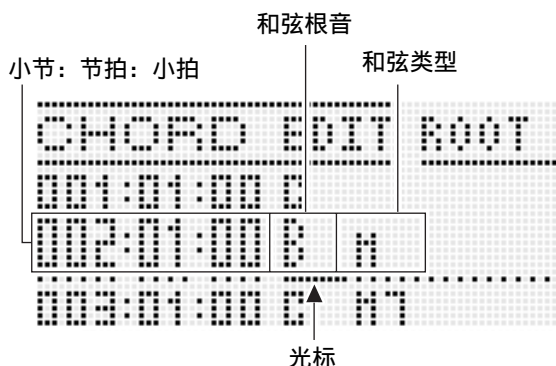 和弦根音
小节：节拍：小拍
和弦类型
CHORD EDIT ROOT
001:01:00 C
002:01:00 B m
003:01:00 C M7
光标